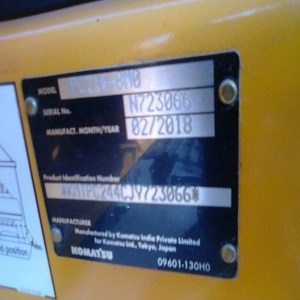 MODEL
SERIAL No. N723066
MANUFACT. MONTH/YEAR 02/2018
Product Identification Number
MANUFACTURER
Manufactured by Komatsu India Private Limited
for Komatsu Ltd., Tokyo, Japan
KOMATSU
09601-130H0
position